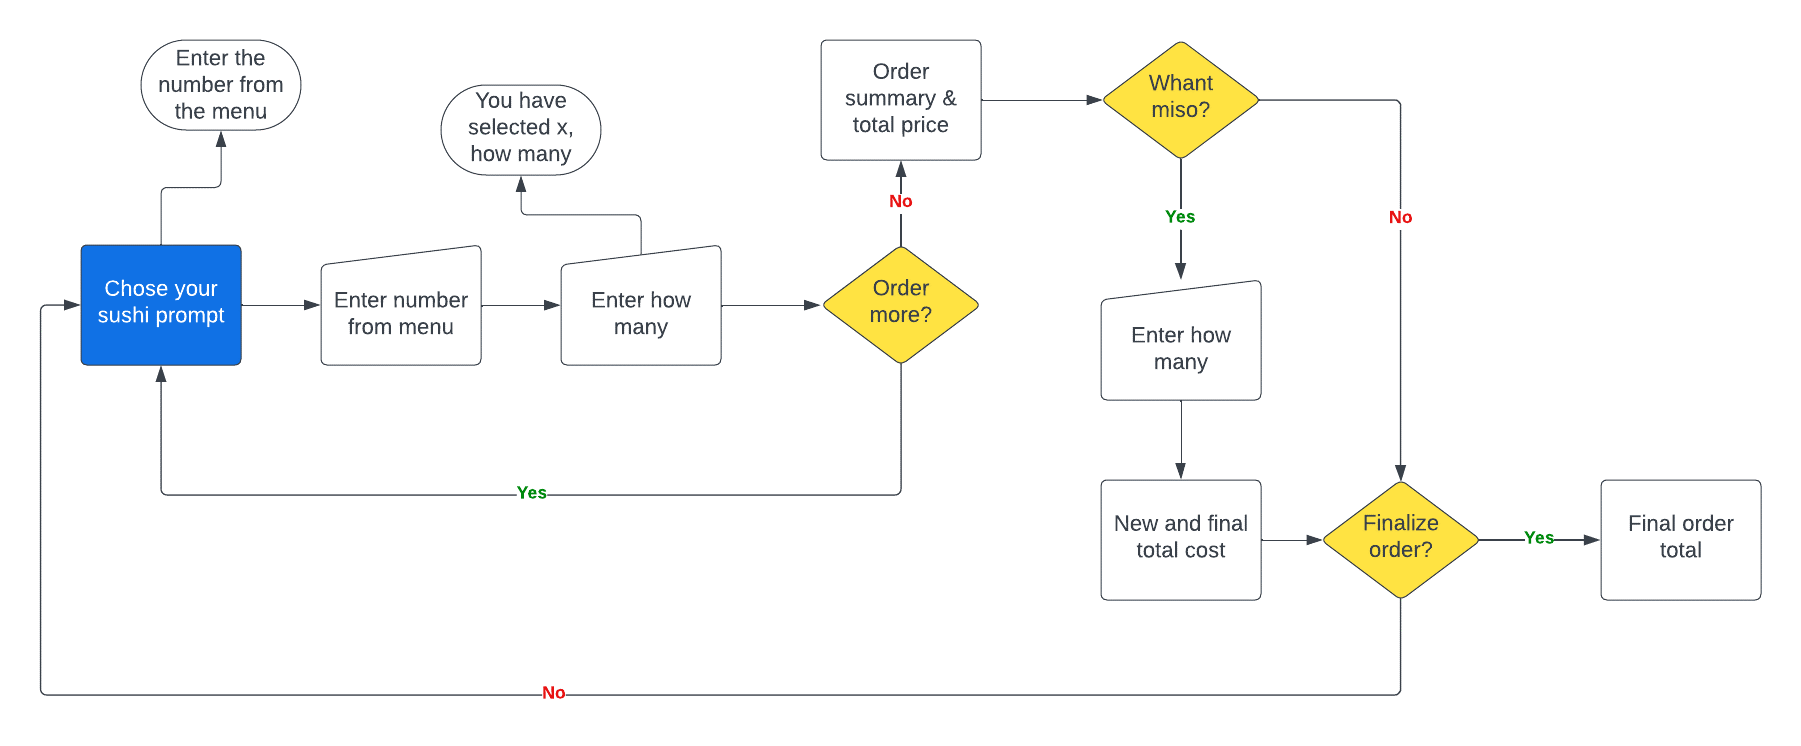 Enter the
number from
the menu
You have
selected x,
how many
Order
summary &
total price
Whant
miso?
No
Yes
No
Chose your
sushi prompt
Enter number
from menu
Enter how
many
Order
more?
Enter how
many
Yes
New and final
total cost
Finalize
order?
Yes
Final order
total
No